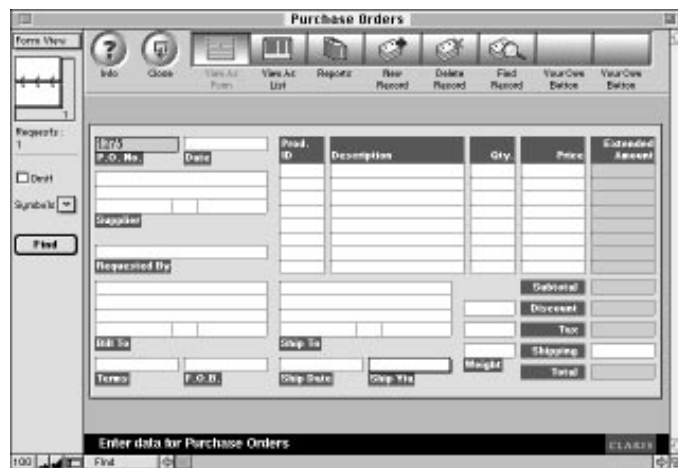 Purchase Orders
Form View
Info Close View As Form View As List Reports New Record Delete Record Find Record Your Own Button Your Own Button
1
Requests:
1
Omit
Symbols
Find
P.O. No. Date
Prod. ID Description Qty. Price Extended Amount
Supplier
Requested By
Subtotal
Discount
Tax
Bill To Ship To
Shipping
Weight
Total
Terms F.O.B. Ship Date Ship Via
Enter data for Purchase Orders
CLARIS
100 Find